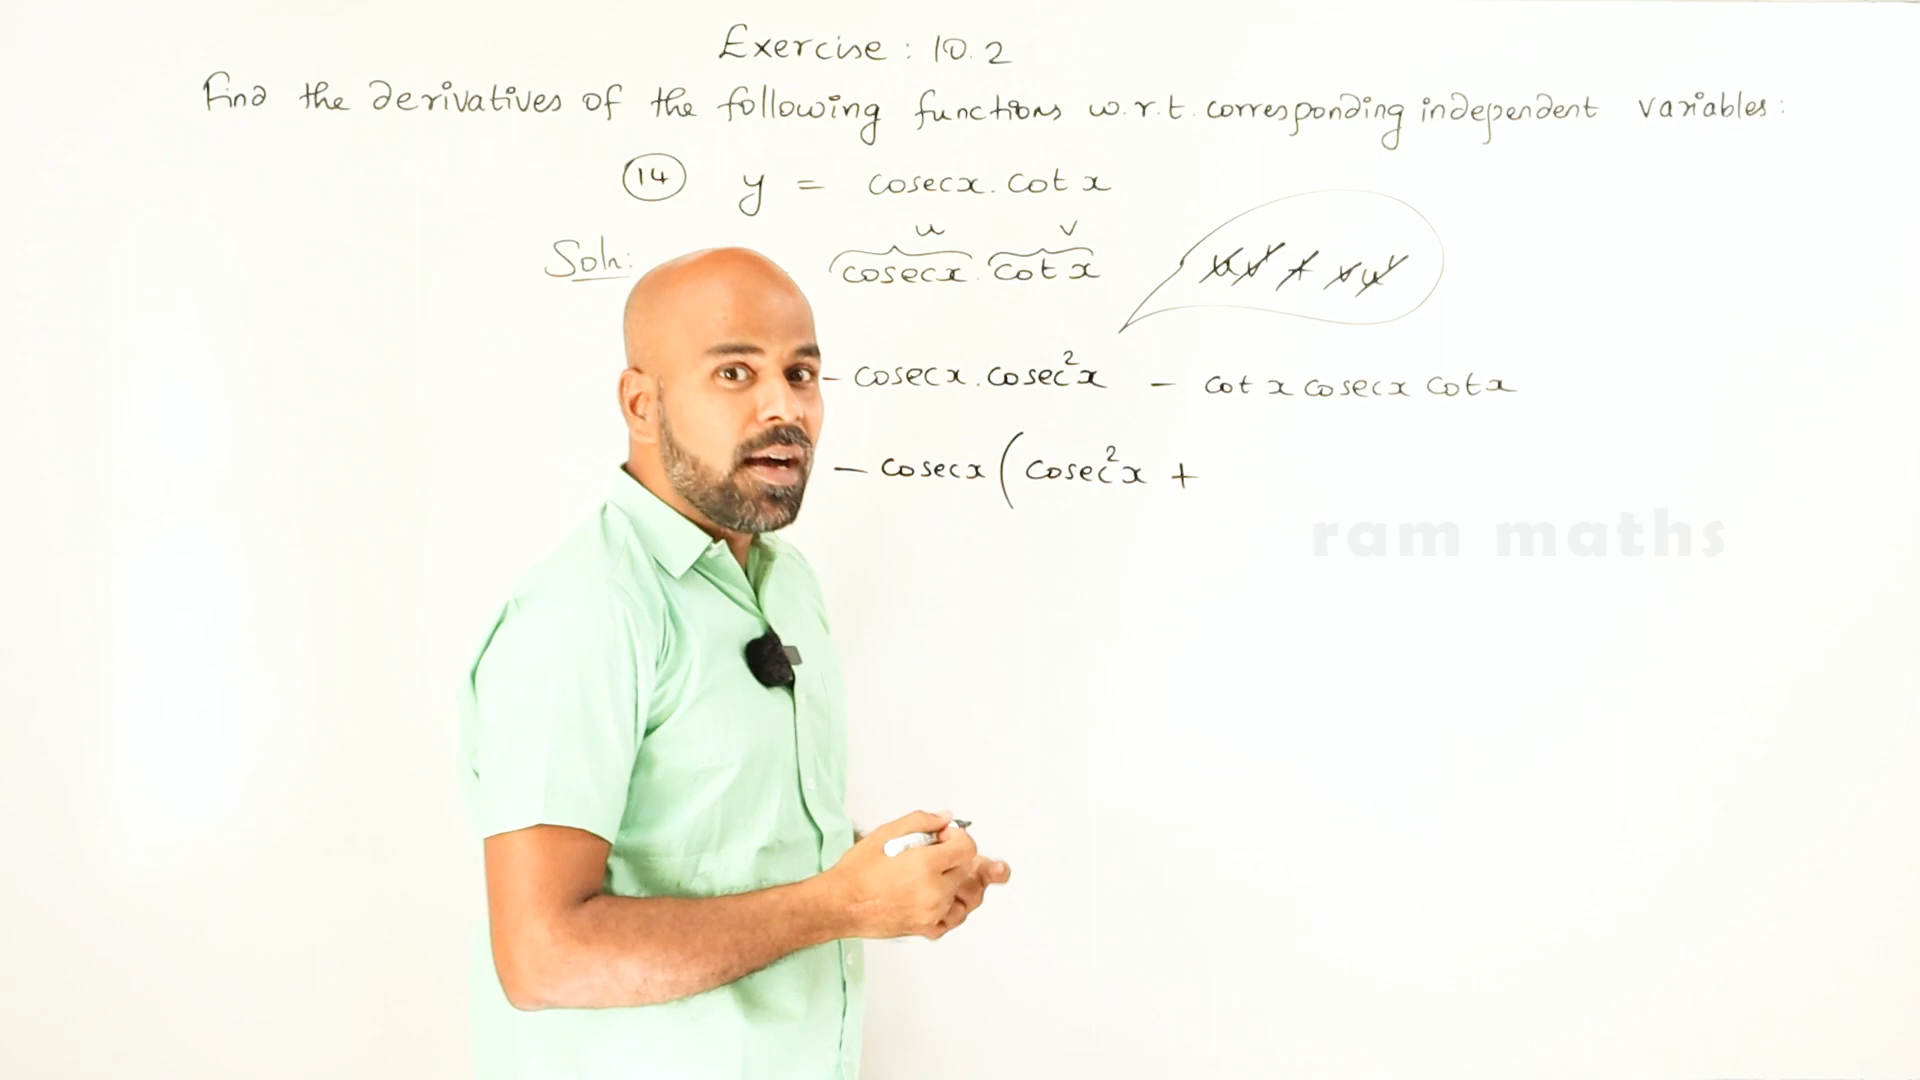 Exercise : 10.2
Find the derivatives of the following functions w.r.t. corresponding independent variables :
14 y = cosecx . cot x
u v
Soln: cosecx . cot x
- cosecx . cosec²x - cot x cosecx cotx
- cosecx ( cosec²x +
ram maths